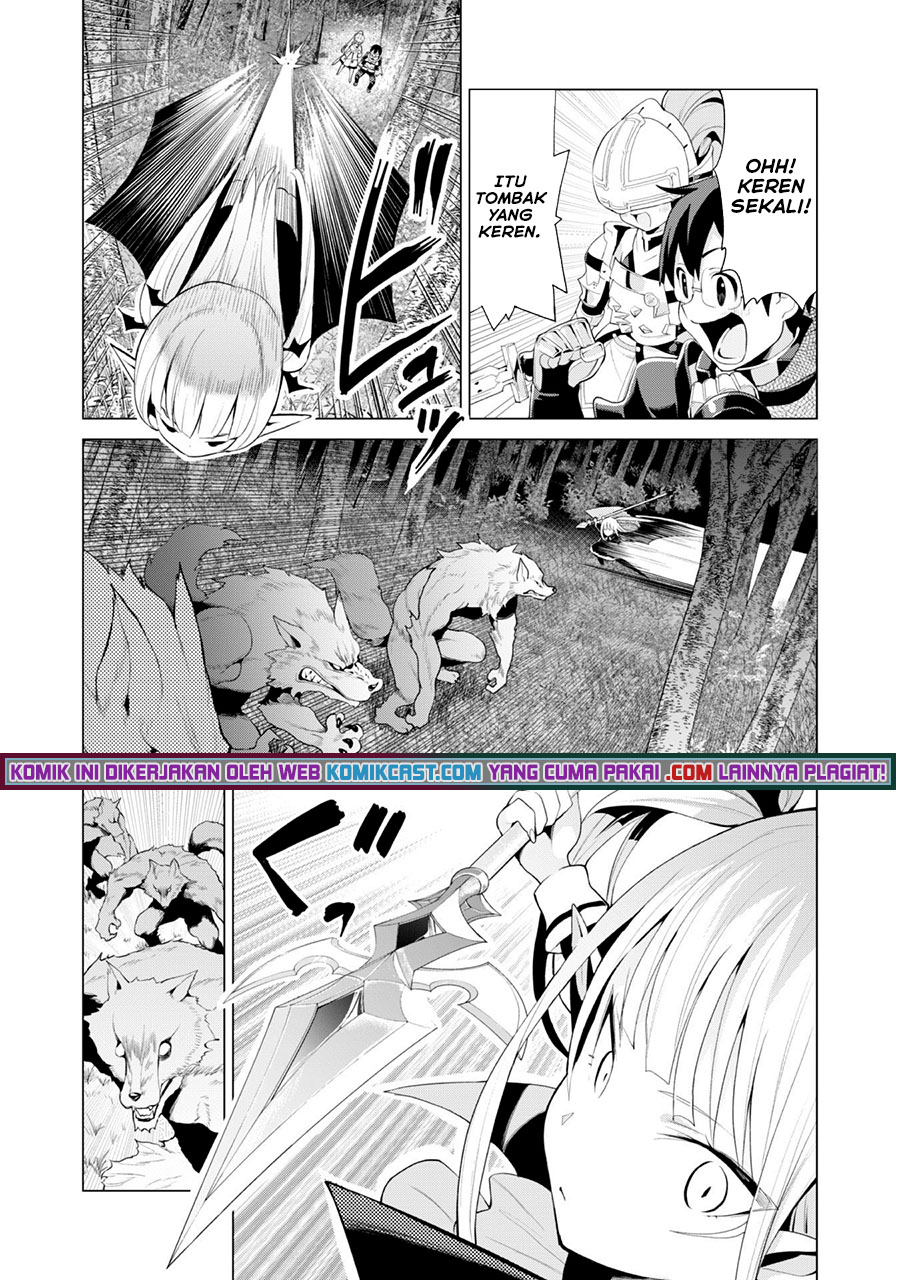 OHH!
KEREN
SEKALI!
ITU
TOMBAK
YANG
KEREN.
ビュッ
KOMIK INI DIKERJAKAN OLEH WEB KOMIKCAST.COM YANG CUMA PAKAI .COM LAINNYA PLAGIAT!
ぐ゛ッ